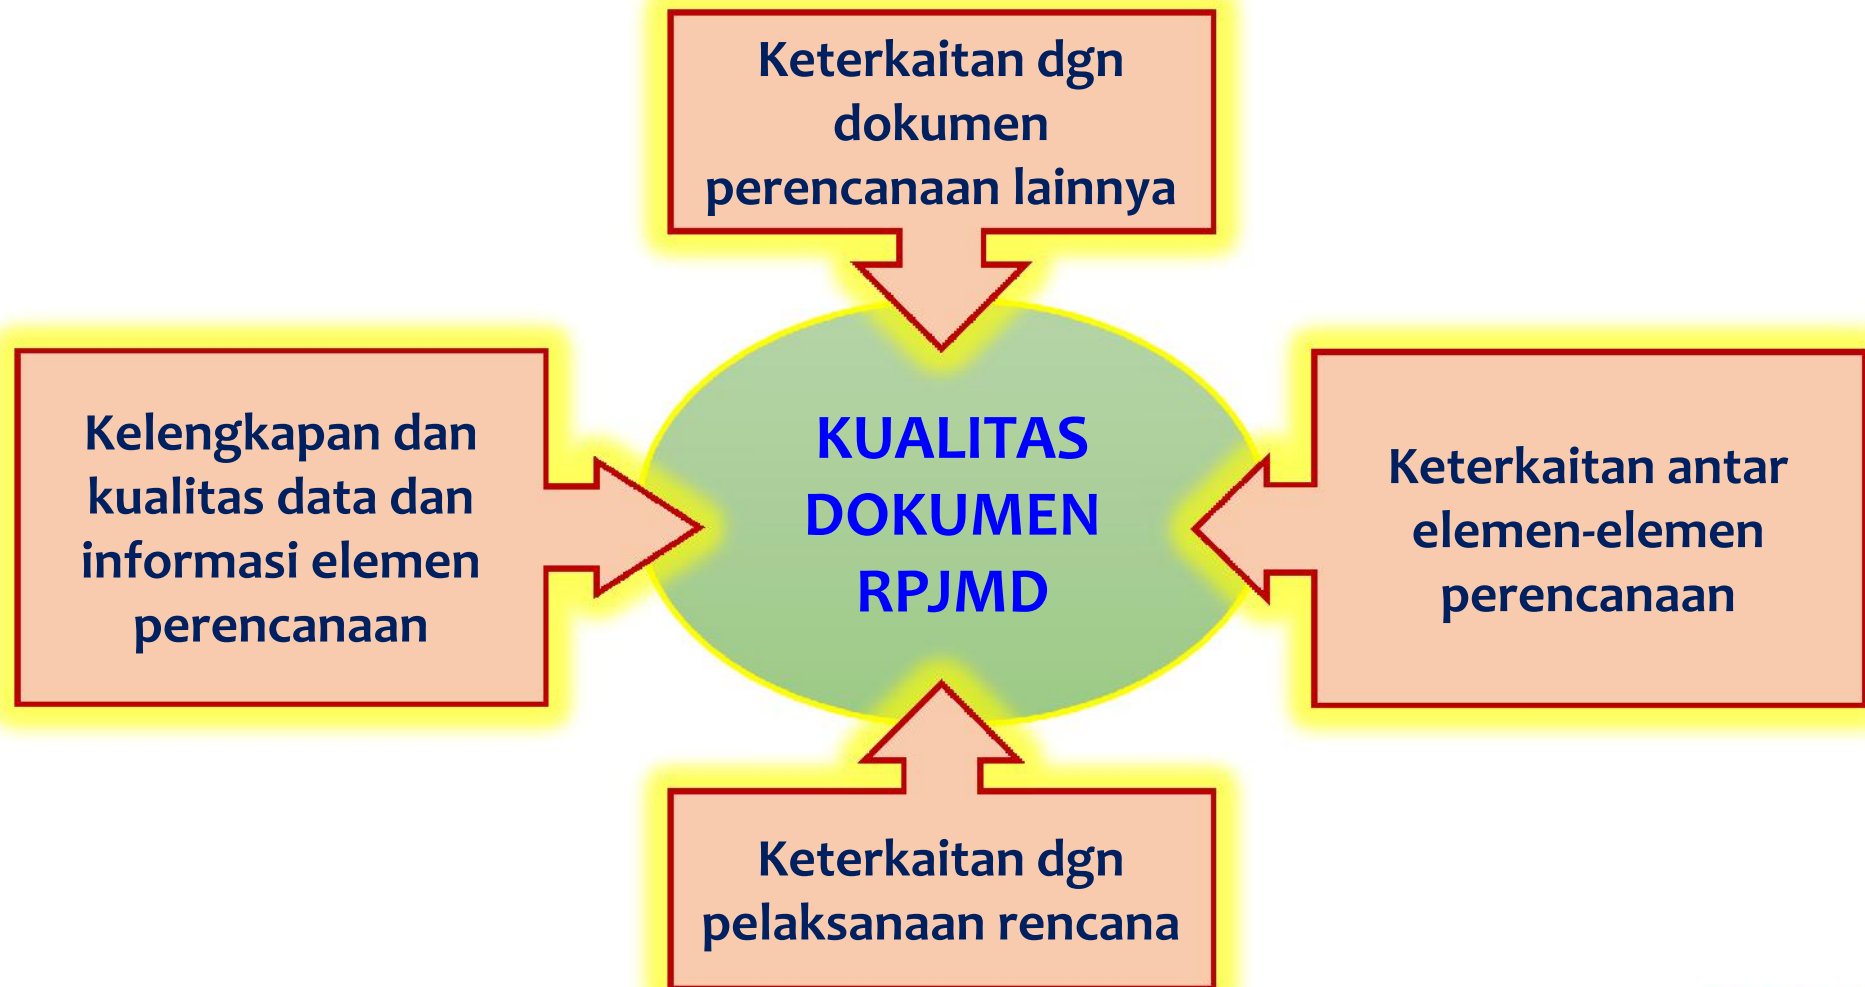 Keterkaitan dgn
dokumen
perencanaan lainnya
Kelengkapan dan
kualitas data dan
informasi elemen
perencanaan
KUALITAS
DOKUMEN
RPJMD
Keterkaitan antar
elemen-elemen
perencanaan
Keterkaitan dgn
pelaksanaan rencana